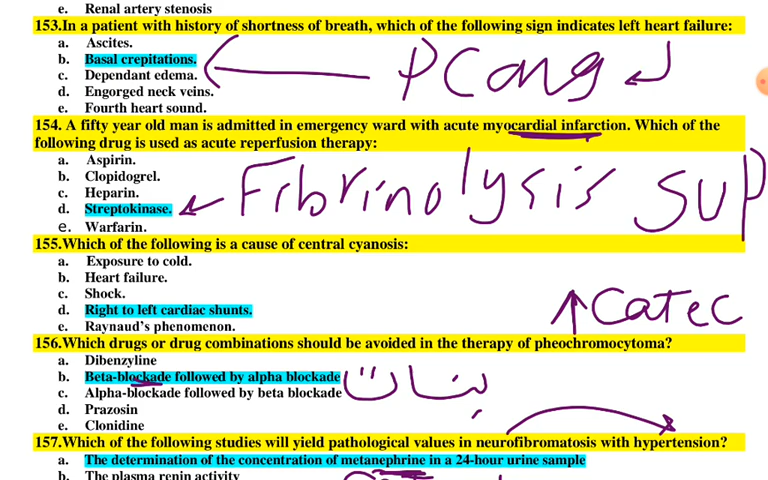 e. Renal artery stenosis
153.In a patient with history of shortness of breath, which of the following sign indicates left heart failure:
a. Ascites.
b. Basal crepitations.
c. Dependant edema.
d. Engorged neck veins.
e. Fourth heart sound.
PCong
154. A fifty year old man is admitted in emergency ward with acute myocardial infarction. Which of the
following drug is used as acute reperfusion therapy:
a. Aspirin.
b. Clopidogrel.
c. Heparin.
d. Streptokinase.
e. Warfarin.
Fibrinolysis sup
155.Which of the following is a cause of central cyanosis:
a. Exposure to cold.
b. Heart failure.
c. Shock.
d. Right to left cardiac shunts.
e. Raynaud's phenomenon.
↑Catec
156.Which drugs or drug combinations should be avoided in the therapy of pheochromocytoma?
a. Dibenzyline
b. Beta-blockade followed by alpha blockade
c. Alpha-blockade followed by beta blockade
d. Prazosin
e. Clonidine
157.Which of the following studies will yield pathological values in neurofibromatosis with hypertension?
a. The determination of the concentration of metanephrine in a 24-hour urine sample
b. The plasma renin activity